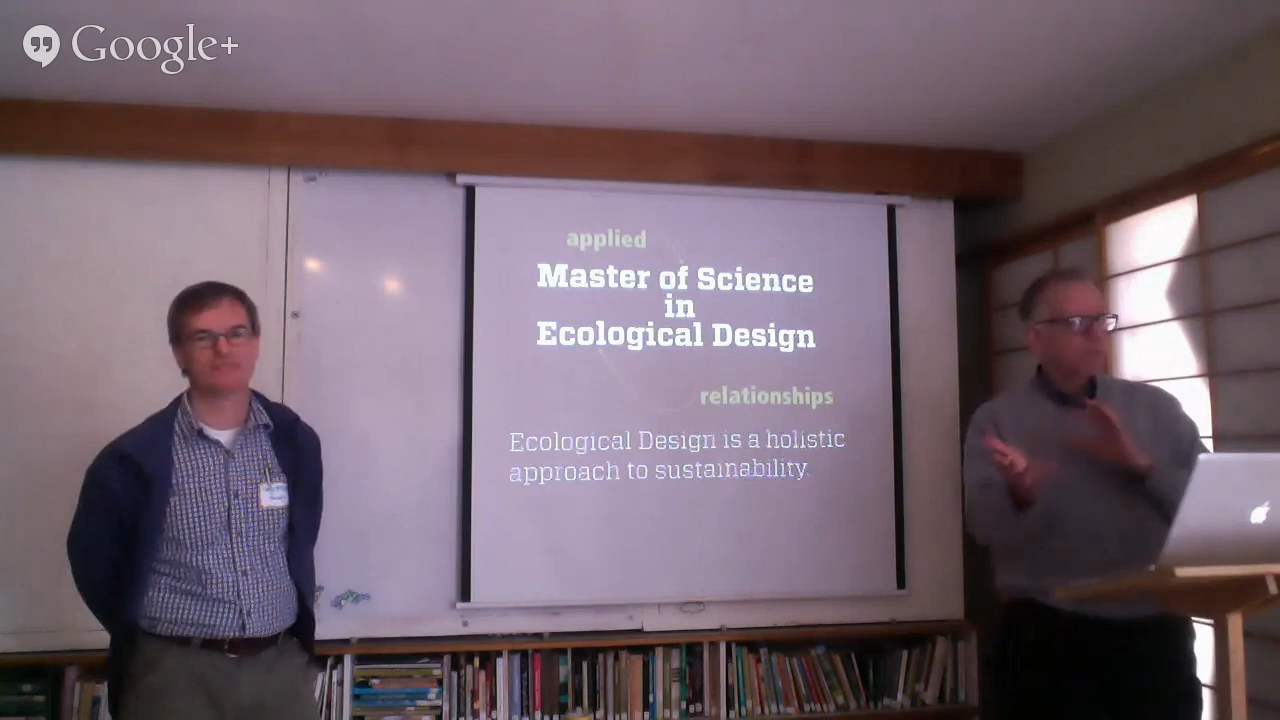 Google+
applied
Master of Science
in
Ecological Design
relationships
Ecological Design is a holistic
approach to sustainability.